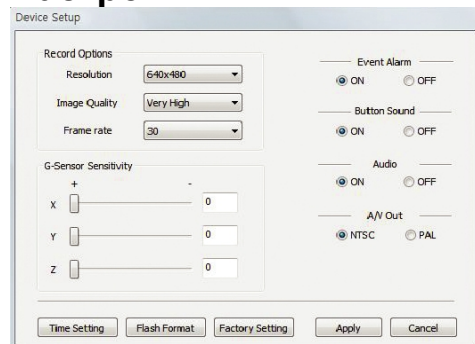 Device Setup
Record Options
Resolution 640x480
Image Quality Very High
Frame rate 30
G-Sensor Sensitivity
+ -
X 0
Y 0
Z 0
Event Alarm
ON OFF
Button Sound
ON OFF
Audio
ON OFF
A/V Out
NTSC PAL
Time Setting Flash Format Factory Setting Apply Cancel